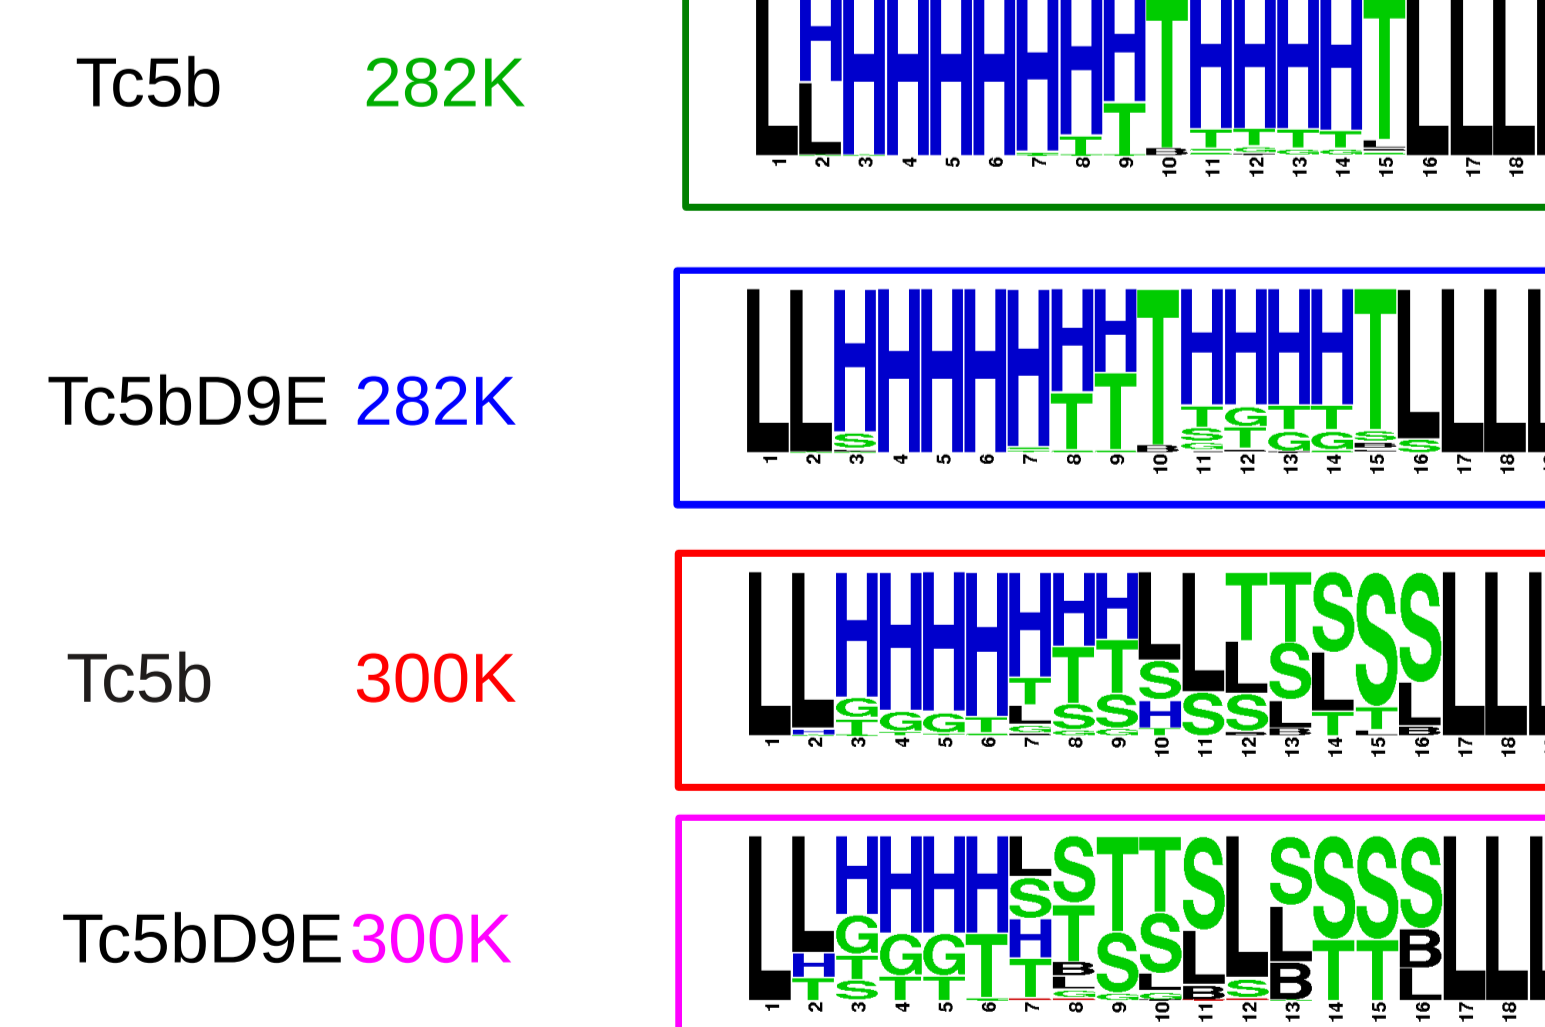 Tc5b 282K
L H H H H H H H H T H H H H T L L L
L T T B T T T T L
1 2 3 4 5 6 7 8 9 10 11 12 13 14 15 16 17 18
Tc5bD9E 282K
L L H H H H H H H T H H H H T L L L L
S T T B T G T T S S
S T G G
1 2 3 4 5 6 7 8 9 10 11 12 13 14 15 16 17 18
Tc5b 300K
L L H H H H H H H L L T T S S S L L L
H G G G T T T T S S L S L T L
T L S S H S L T B
1 2 3 4 5 6 7 8 9 10 11 12 13 14 15 16 17 18
Tc5bD9E 300K
L L H H H H L S T T S L S S S S L L L
H G G G T S T S S L S L T T B
T T T T H B L B B L
S T L
1 2 3 4 5 6 7 8 9 10 11 12 13 14 15 16 17 18